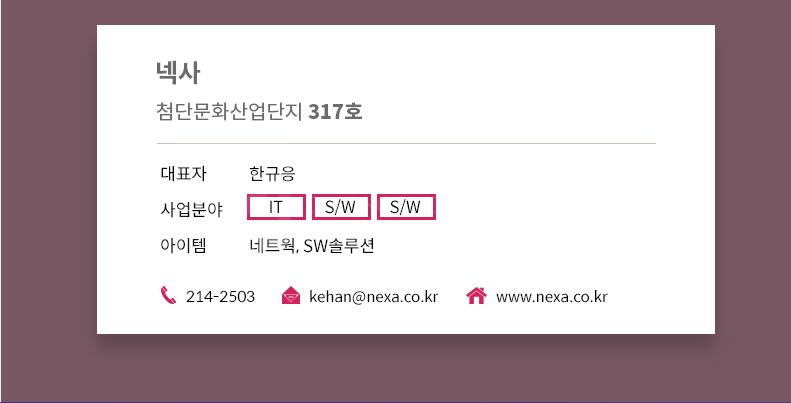 넥사
첨단문화산업단지 317호
대표자 한규응
사업분야 IT S/W S/W
아이템 네트웍, SW솔루션
214-2503 kehan@nexa.co.kr www.nexa.co.kr